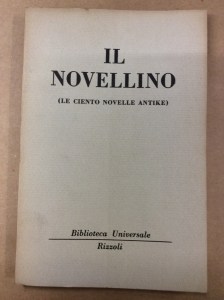 IL
NOVELLINO
(LE CIENTO NOVELLE ANTIKE)
Biblioteca Universale
Rizzoli